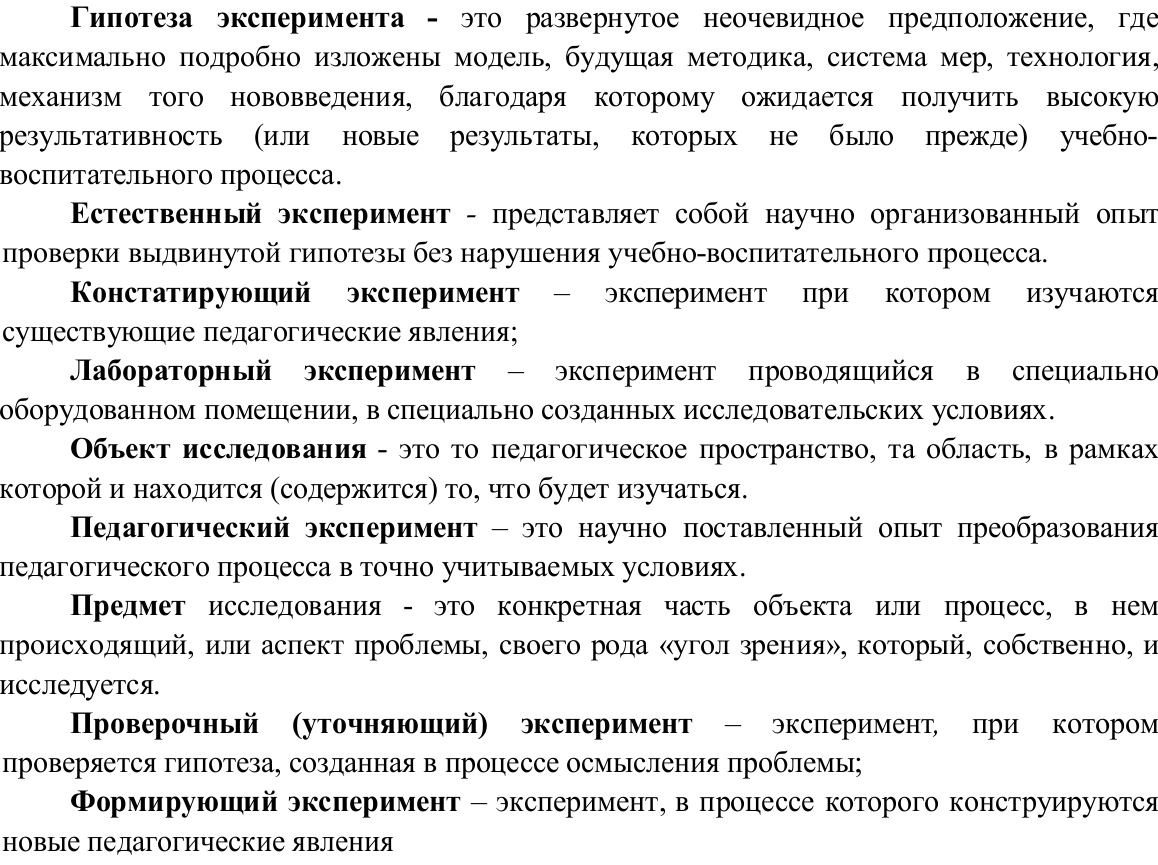 Гипотеза эксперимента - это развернутое неочевидное предположение, где
максимально подробно изложены модель, будущая методика, система мер, технология,
механизм того нововведения, благодаря которому ожидается получить высокую
результативность (или новые результаты, которых не было прежде) учебно-
воспитательного процесса.
Естественный эксперимент - представляет собой научно организованный опыт
проверки выдвинутой гипотезы без нарушения учебно-воспитательного процесса.
Констатирующий эксперимент – эксперимент при котором изучаются
существующие педагогические явления;
Лабораторный эксперимент – эксперимент проводящийся в специально
оборудованном помещении, в специально созданных исследовательских условиях.
Объект исследования - это то педагогическое пространство, та область, в рамках
которой и находится (содержится) то, что будет изучаться.
Педагогический эксперимент – это научно поставленный опыт преобразования
педагогического процесса в точно учитываемых условиях.
Предмет исследования - это конкретная часть объекта или процесс, в нем
происходящий, или аспект проблемы, своего рода «угол зрения», который, собственно, и
исследуется.
Проверочный (уточняющий) эксперимент – эксперимент, при котором
проверяется гипотеза, созданная в процессе осмысления проблемы;
Формирующий эксперимент – эксперимент, в процессе которого конструируются
новые педагогические явления